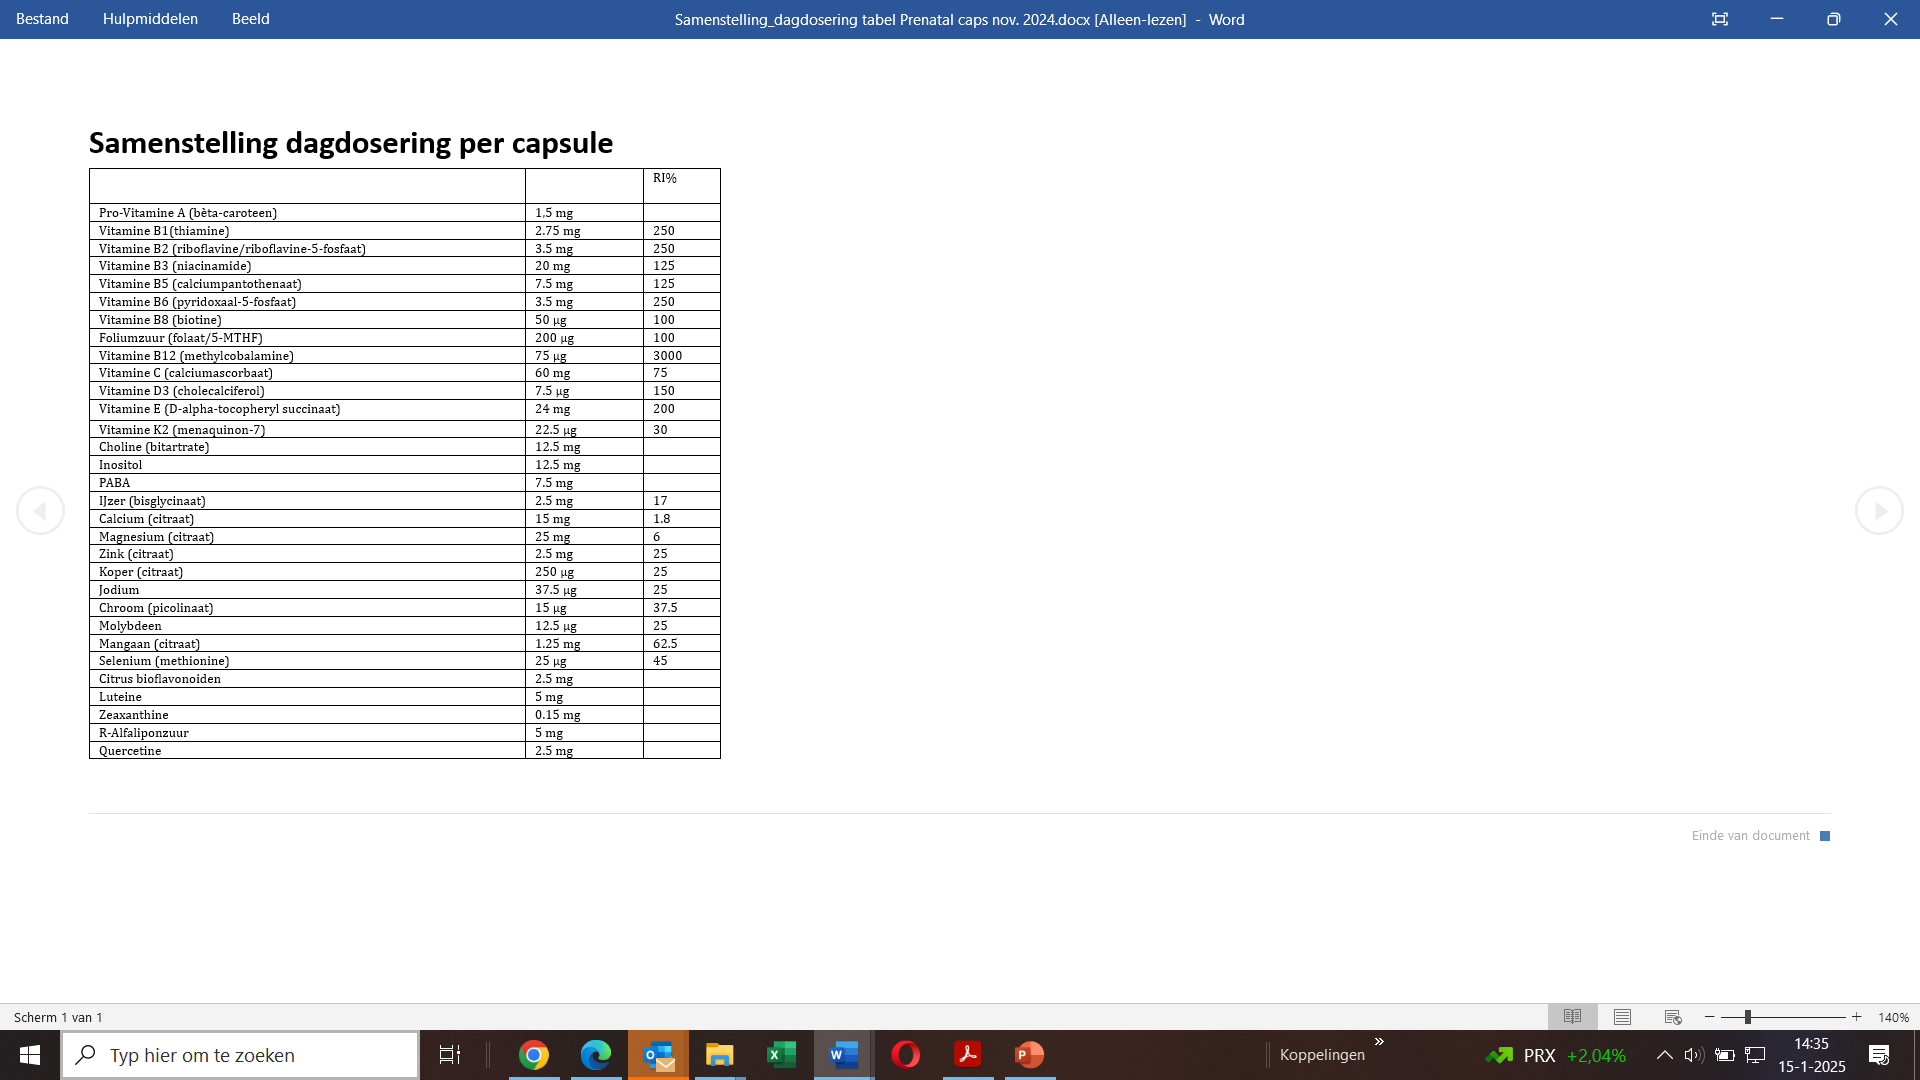 Bestand Hulpmiddelen Beeld Samenstelling_dagdosering tabel Prenatal caps nov. 2024.docx [Alleen-lezen] - Word
Samenstelling dagdosering per capsule
RI%
Pro-Vitamine A (bèta-caroteen) 1,5 mg
Vitamine B1(thiamine) 2.75 mg 250
Vitamine B2 (riboflavine/riboflavine-5-fosfaat) 3.5 mg 250
Vitamine B3 (niacinamide) 20 mg 125
Vitamine B5 (calciumpantothenaat) 7.5 mg 125
Vitamine B6 (pyridoxaal-5-fosfaat) 3.5 mg 250
Vitamine B8 (biotine) 50 µg 100
Foliumzuur (folaat/5-MTHF) 200 µg 100
Vitamine B12 (methylcobalamine) 75 µg 3000
Vitamine C (calciumascorbaat) 60 mg 75
Vitamine D3 (cholecalciferol) 7.5 µg 150
Vitamine E (D-alpha-tocopheryl succinaat) 24 mg 200
Vitamine K2 (menaquinon-7) 22.5 µg 30
Choline (bitartrate) 12.5 mg
Inositol 12.5 mg
PABA 7.5 mg
IJzer (bisglycinaat) 2.5 mg 17
Calcium (citraat) 15 mg 1.8
Magnesium (citraat) 25 mg 6
Zink (citraat) 2.5 mg 25
Koper (citraat) 250 µg 25
Jodium 37.5 µg 25
Chroom (picolinaat) 15 µg 37.5
Molybdeen 12.5 µg 25
Mangaan (citraat) 1.25 mg 62.5
Selenium (methionine) 25 µg 45
Citrus bioflavonoiden 2.5 mg
Luteine 5 mg
Zeaxanthine 0.15 mg
R-Alfaliponzuur 5 mg
Quercetine 2.5 mg
Einde van document
Scherm 1 van 1 140%
Typ hier om te zoeken Koppelingen » PRX +2,04% 14:35
15-1-2025